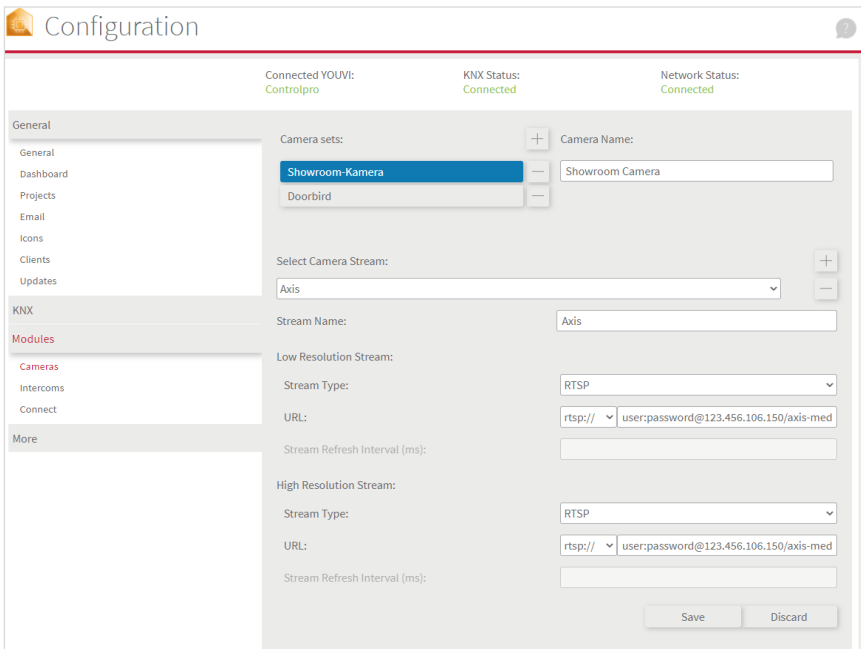 Configuration
?
Connected YOUVI:
Controlpro
KNX Status:
Connected
Network Status:
Connected
General
General
Dashboard
Projects
Email
Icons
Clients
Updates
KNX
Modules
Cameras
Intercoms
Connect
More
Camera sets:
Showroom-Kamera
Doorbird
Camera Name:
Showroom Camera
Select Camera Stream:
Axis
Stream Name:
Axis
Low Resolution Stream:
Stream Type:
RTSP
URL:
rtsp://
user:password@123.456.106.150/axis-med
Stream Refresh Interval (ms):
High Resolution Stream:
Stream Type:
RTSP
URL:
rtsp://
user:password@123.456.106.150/axis-med
Stream Refresh Interval (ms):
Save
Discard